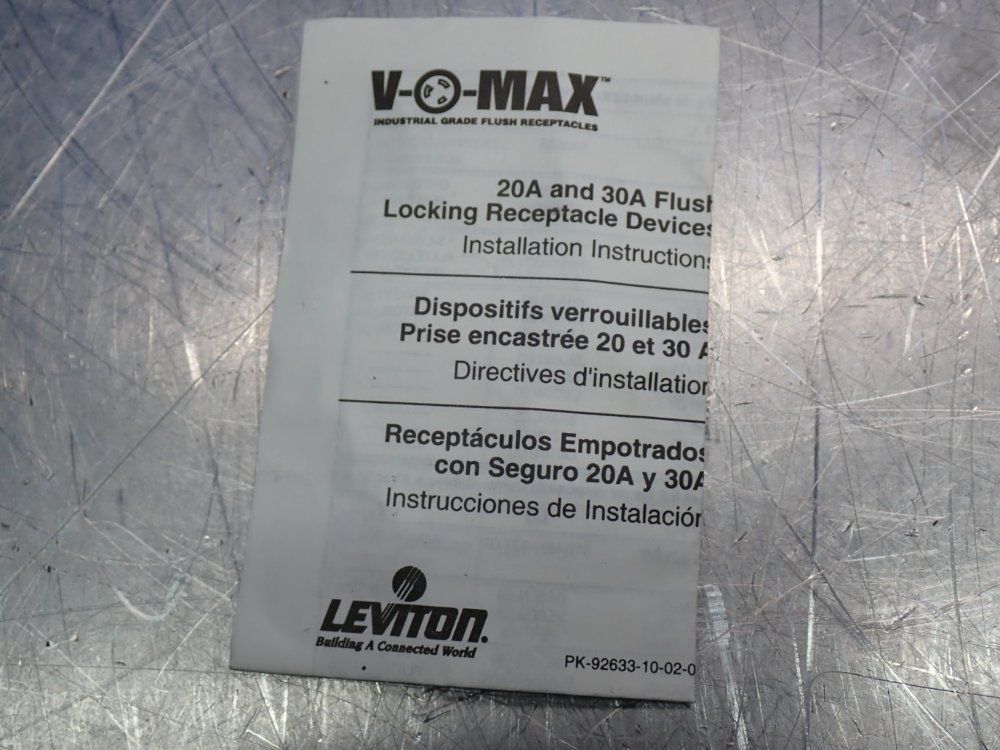 V-O-MAX™
INDUSTRIAL GRADE FLUSH RECEPTACLES
20A and 30A Flush
Locking Receptacle Devices
Installation Instructions
Dispositifs verrouillables
Prise encastrée 20 et 30 A
Directives d'installation
Receptáculos Empotrados
con Seguro 20A y 30A
Instrucciones de Instalación
LEVITON.
Building A Connected World
PK-92633-10-02-0